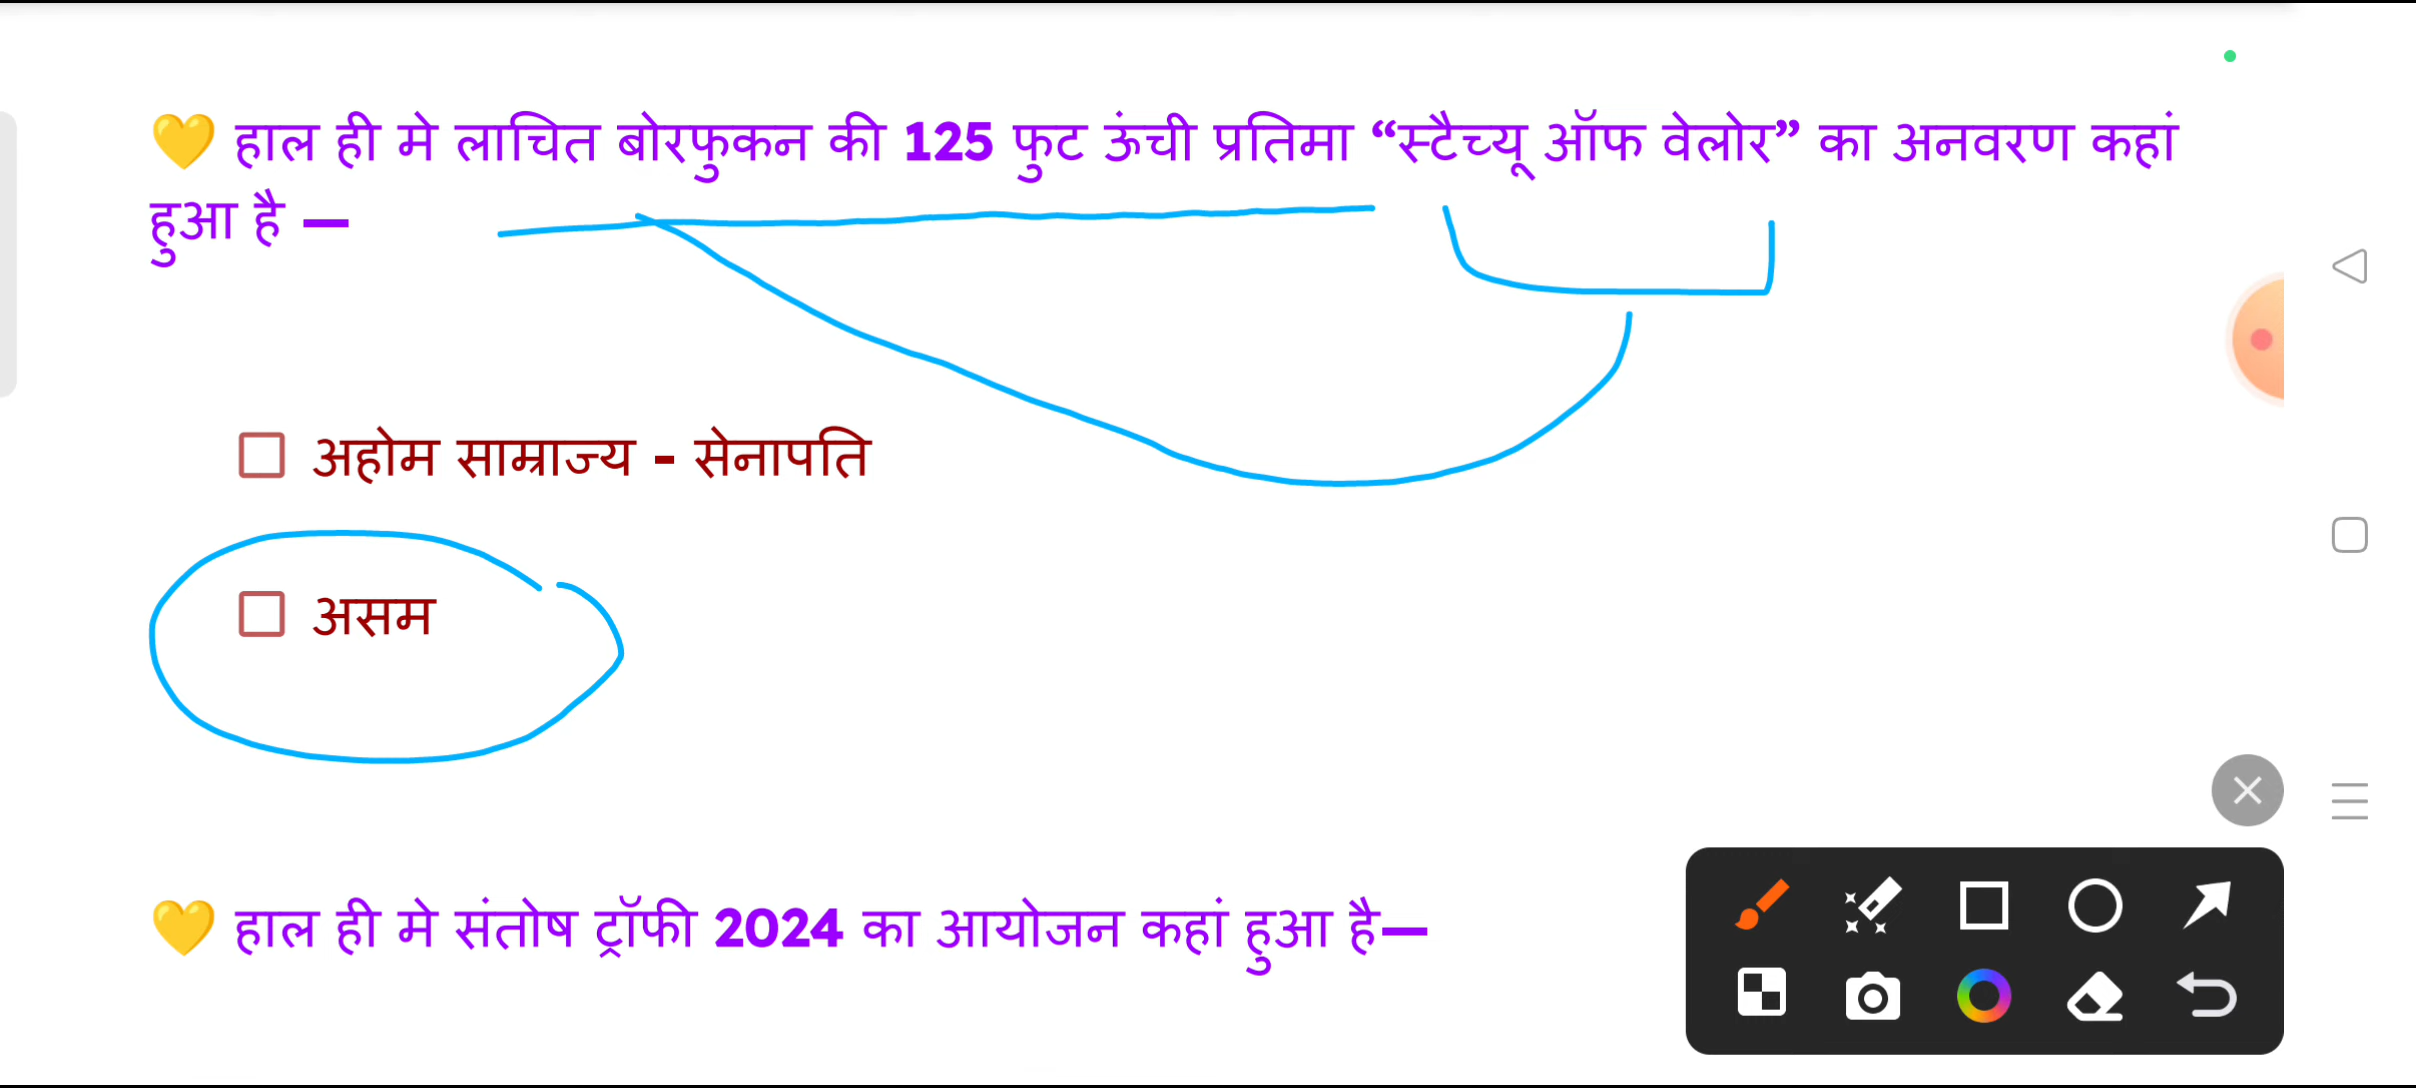 💛 हाल ही मे लाचित बोरफुकन की 125 फुट ऊंची प्रतिमा “स्टैच्यू ऑफ वेलोर” का अनवरण कहां
हुआ है —
☐ अहोम साम्राज्य - सेनापति
☐ असम
💛 हाल ही मे संतोष ट्रॉफी 2024 का आयोजन कहां हुआ है—